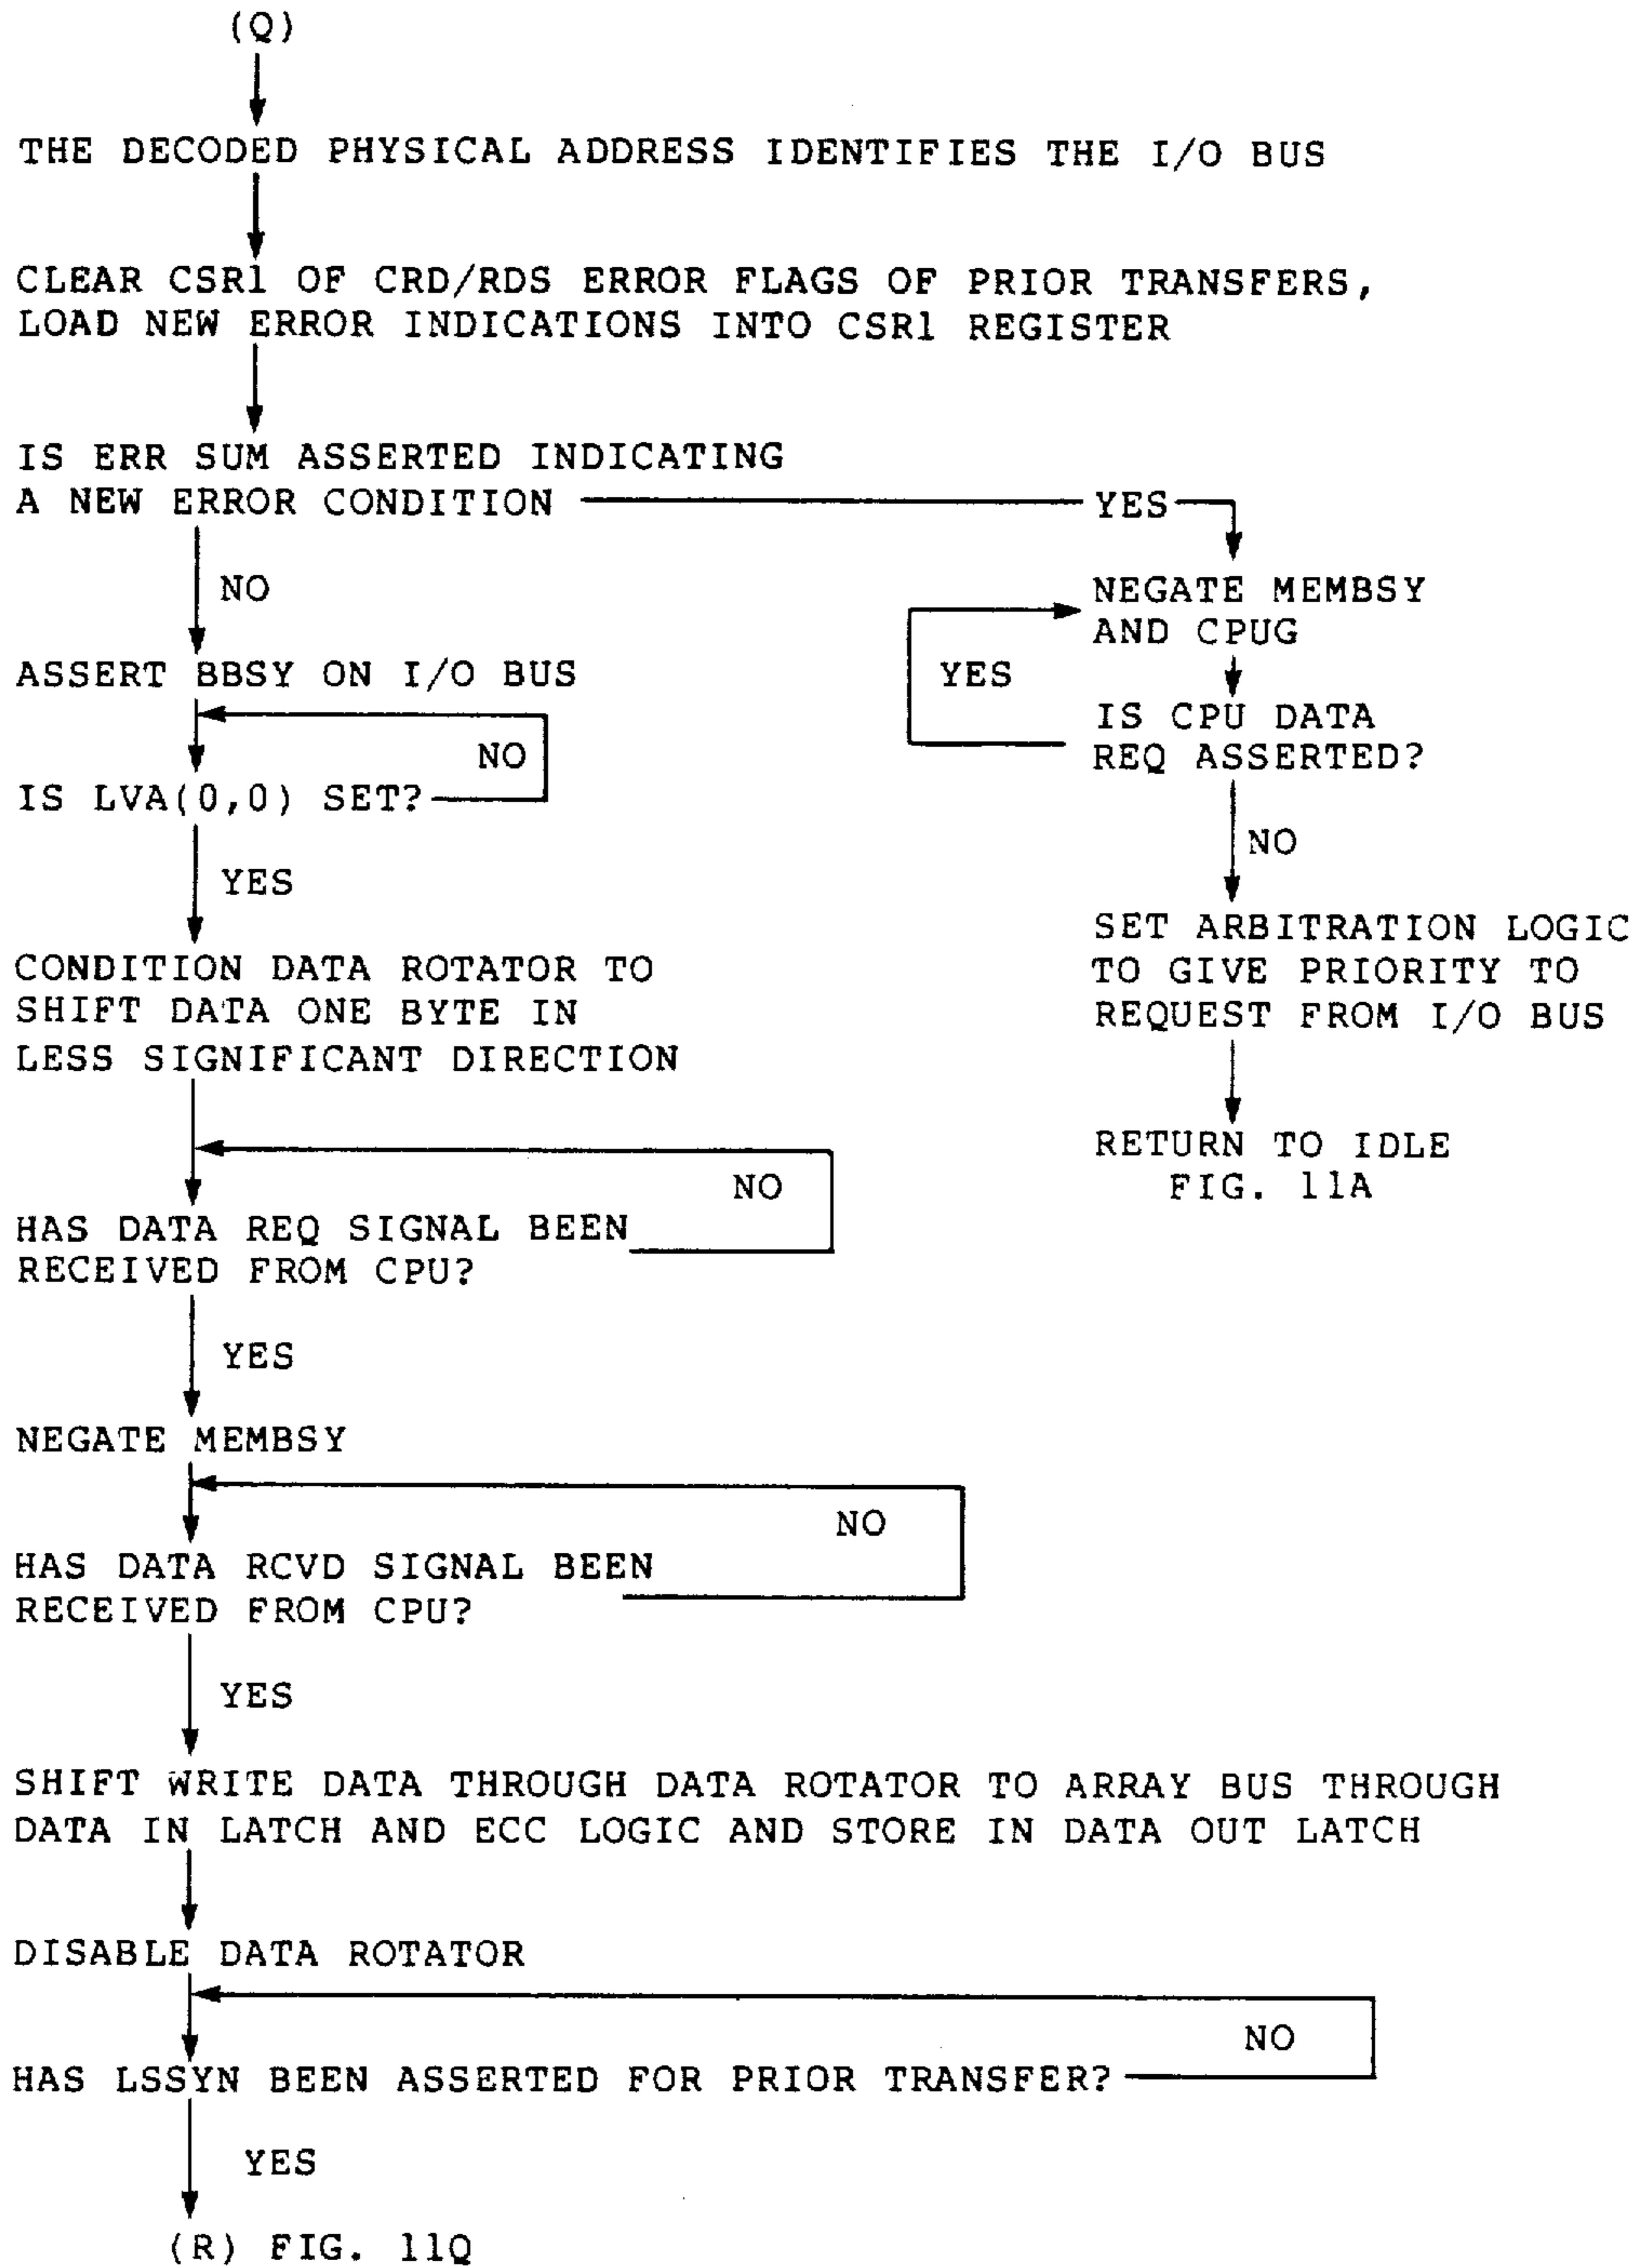 (Q)
THE DECODED PHYSICAL ADDRESS IDENTIFIES THE I/O BUS
CLEAR CSR1 OF CRD/RDS ERROR FLAGS OF PRIOR TRANSFERS,
LOAD NEW ERROR INDICATIONS INTO CSR1 REGISTER
IS ERR SUM ASSERTED INDICATING
A NEW ERROR CONDITION
YES
NO
NEGATE MEMBSY
AND CPUG
ASSERT BBSY ON I/O BUS
YES
IS CPU DATA
REQ ASSERTED?
NO
IS LVA(0,0) SET?
NO
YES
SET ARBITRATION LOGIC
TO GIVE PRIORITY TO
REQUEST FROM I/O BUS
CONDITION DATA ROTATOR TO
SHIFT DATA ONE BYTE IN
LESS SIGNIFICANT DIRECTION
RETURN TO IDLE
FIG. 11A
NO
HAS DATA REQ SIGNAL BEEN
RECEIVED FROM CPU?
YES
NEGATE MEMBSY
NO
HAS DATA RCVD SIGNAL BEEN
RECEIVED FROM CPU?
YES
SHIFT WRITE DATA THROUGH DATA ROTATOR TO ARRAY BUS THROUGH
DATA IN LATCH AND ECC LOGIC AND STORE IN DATA OUT LATCH
DISABLE DATA ROTATOR
NO
HAS LSSYN BEEN ASSERTED FOR PRIOR TRANSFER?
YES
(R) FIG. 11Q